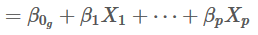 = β₀g + β₁X₁ + ··· + βₚXₚ